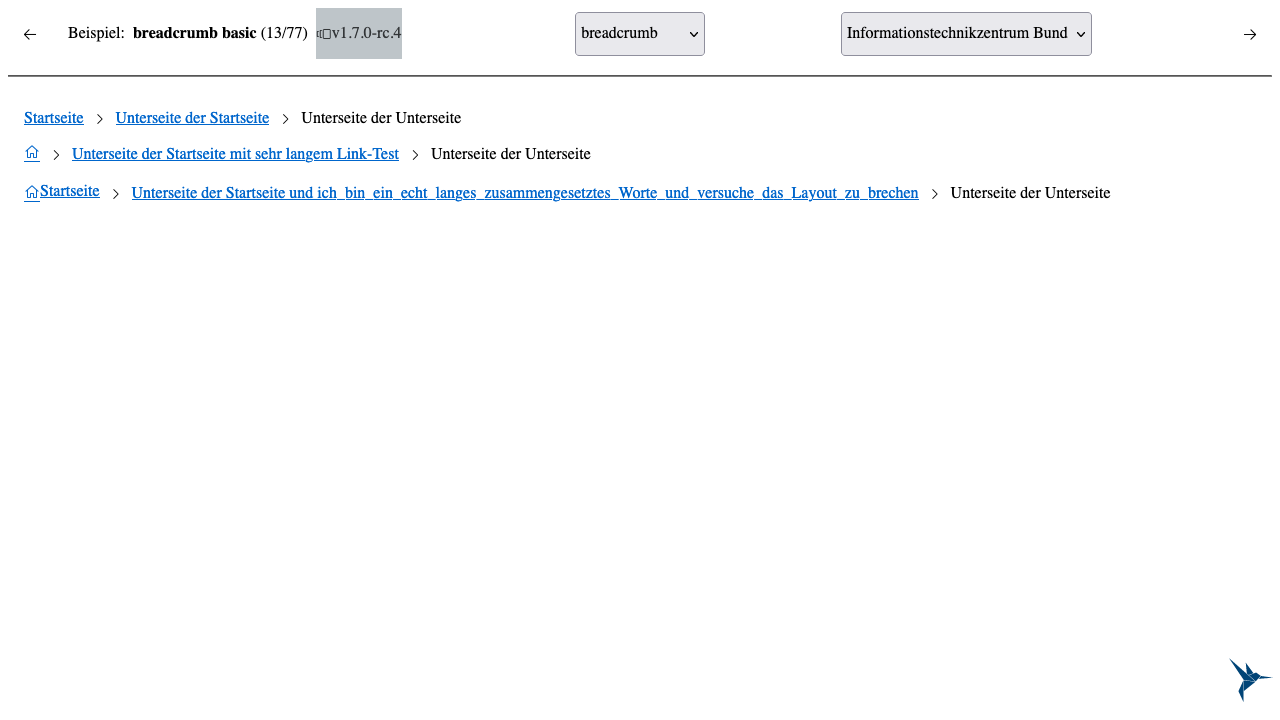 Beispiel: breadcrumb basic (13/77) v1.7.0-rc.4 breadcrumb Informationstechnikzentrum Bund
Startseite Unterseite der Startseite Unterseite der Unterseite
Unterseite der Startseite mit sehr langem Link-Test Unterseite der Unterseite
Startseite Unterseite der Startseite und ich_bin_ein_echt_langes_zusammengesetztes_Worte_und_versuche_das_Layout_zu_brechen Unterseite der Unterseite